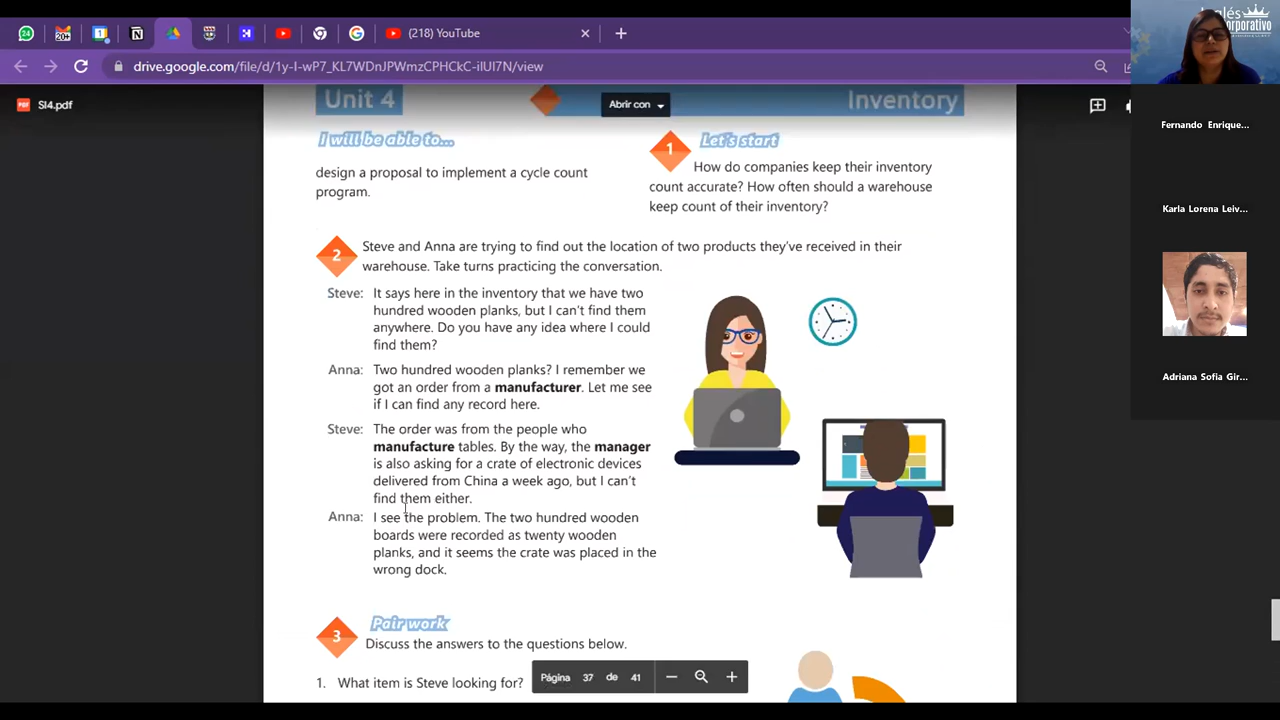 (218) YouTube
drive.google.com/file/d/1y-I-wP7_KL7WDnJPWmzCPHCkC-ilUI7N/view
SI4.pdf
Abrir con
Unit 4
Inventory
I will be able to...
design a proposal to implement a cycle count
program.
1
Let's start
How do companies keep their inventory
count accurate? How often should a warehouse
keep count of their inventory?
2
Steve and Anna are trying to find out the location of two products they've received in their
warehouse. Take turns practicing the conversation.
Steve: It says here in the inventory that we have two
hundred wooden planks, but I can't find them
anywhere. Do you have any idea where I could
find them?
Anna: Two hundred wooden planks? I remember we
got an order from a manufacturer. Let me see
if I can find any record here.
Steve: The order was from the people who
manufacture tables. By the way, the manager
is also asking for a crate of electronic devices
delivered from China a week ago, but I can't
find them either.
Anna: I see the problem. The two hundred wooden
boards were recorded as twenty wooden
planks, and it seems the crate was placed in the
wrong dock.
3
Pair work
Discuss the answers to the questions below.
1. What item is Steve looking for?
Página 37 de 41
Fernando Enrique...
Karla Lorena Leiv...
Adriana Sofia Gir...